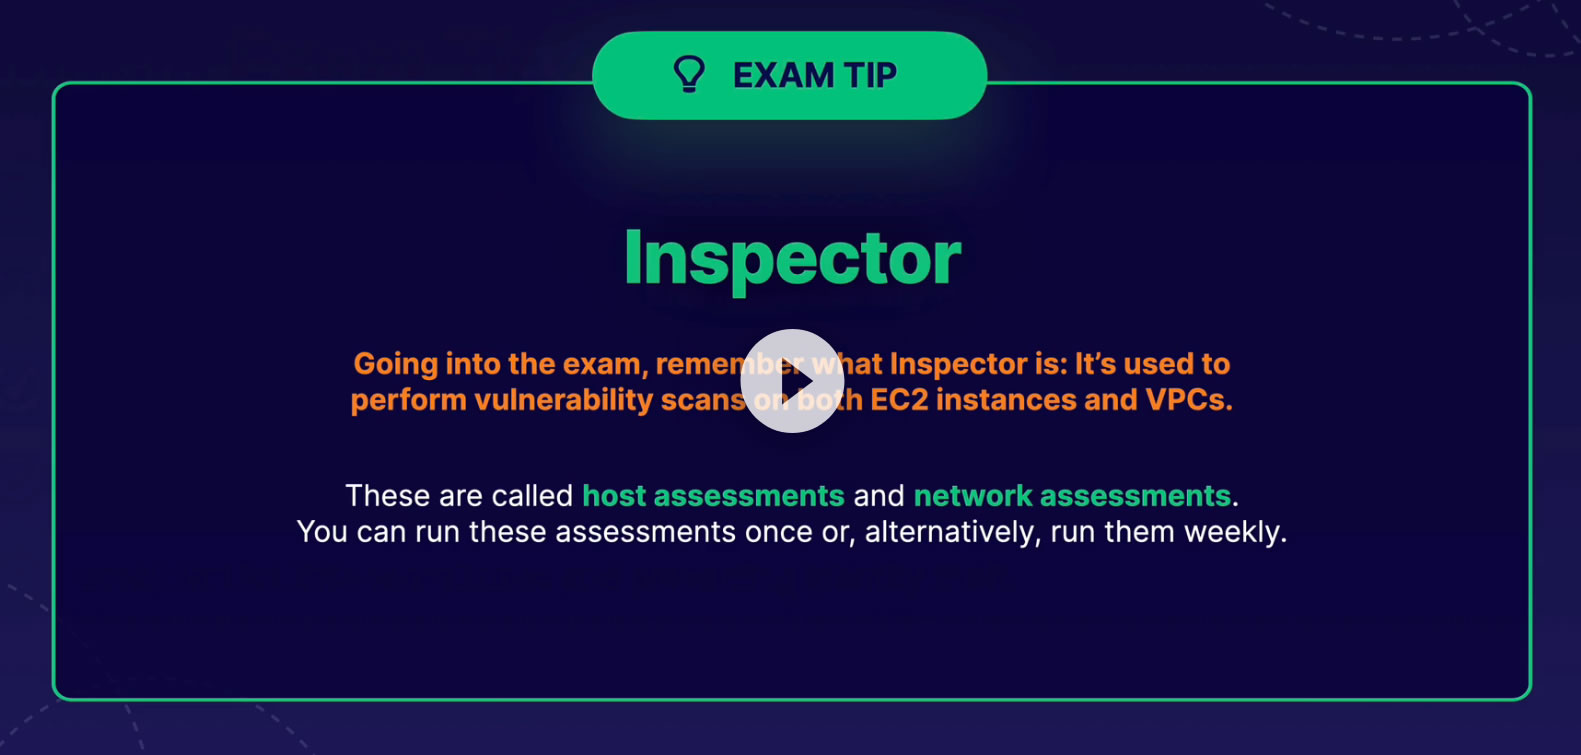 EXAM TIP
Inspector
Going into the exam, remember what Inspector is: It’s used to
perform vulnerability scans on both EC2 instances and VPCs.
These are called host assessments and network assessments.
You can run these assessments once or, alternatively, run them weekly.